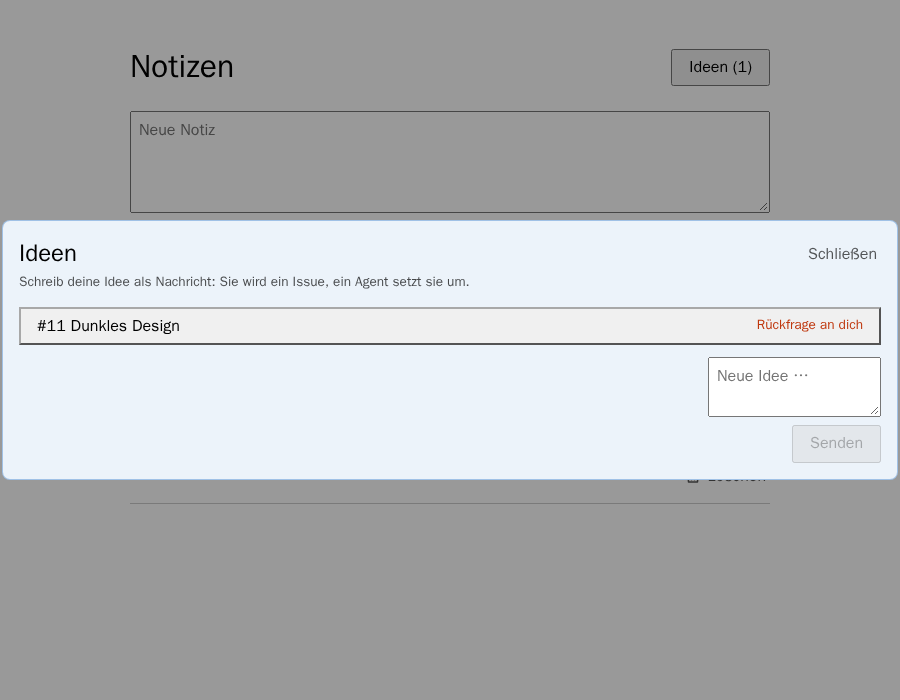 Notizen
Ideen (1)
Neue Notiz
Ideen
Schließen
Schreib deine Idee als Nachricht: Sie wird ein Issue, ein Agent setzt sie um.
#11 Dunkles Design
Rückfrage an dich
Neue Idee ⋯
Senden